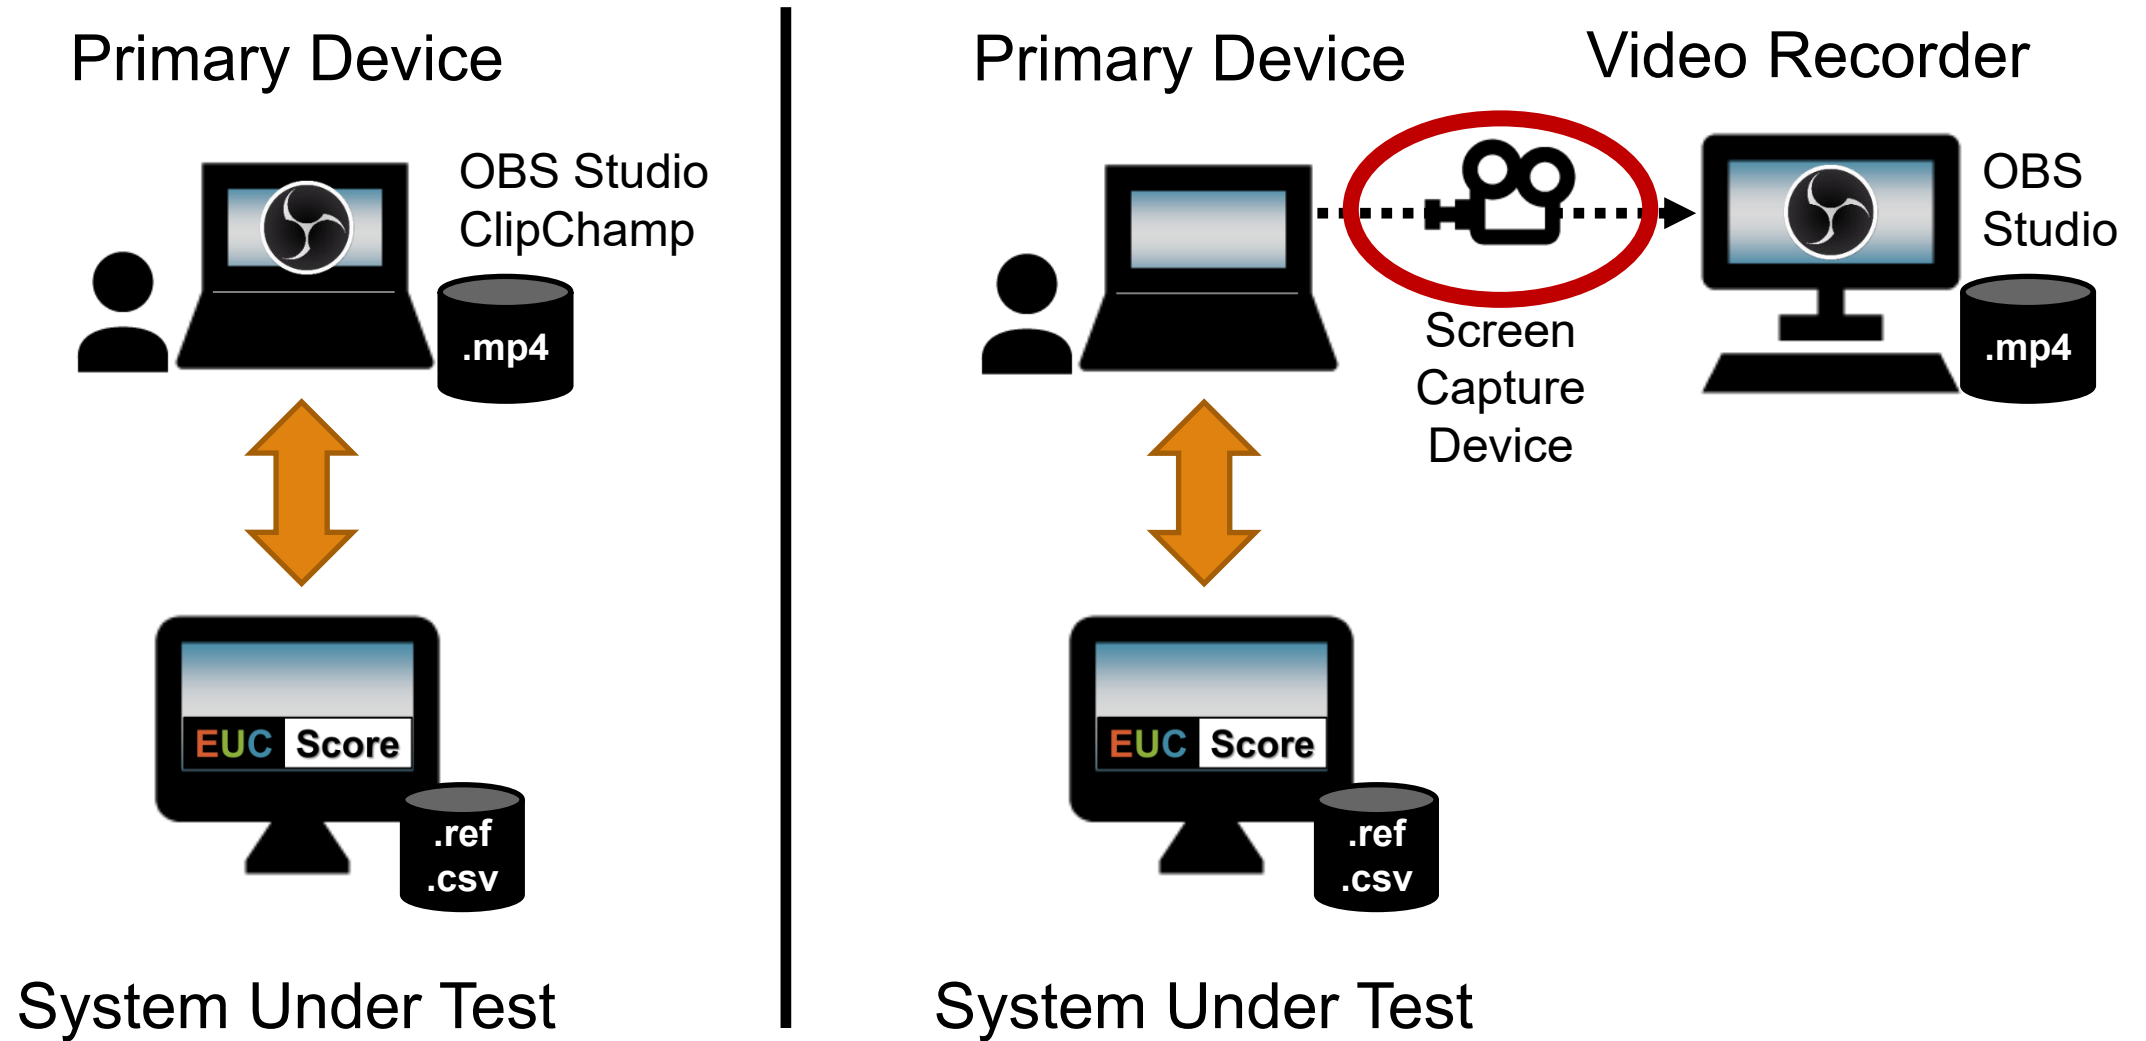 Primary Device
OBS Studio
ClipChamp
.mp4
EUC Score
.ref
.csv
System Under Test
Primary Device
Video Recorder
OBS
Studio
.mp4
Screen
Capture
Device
EUC Score
.ref
.csv
System Under Test